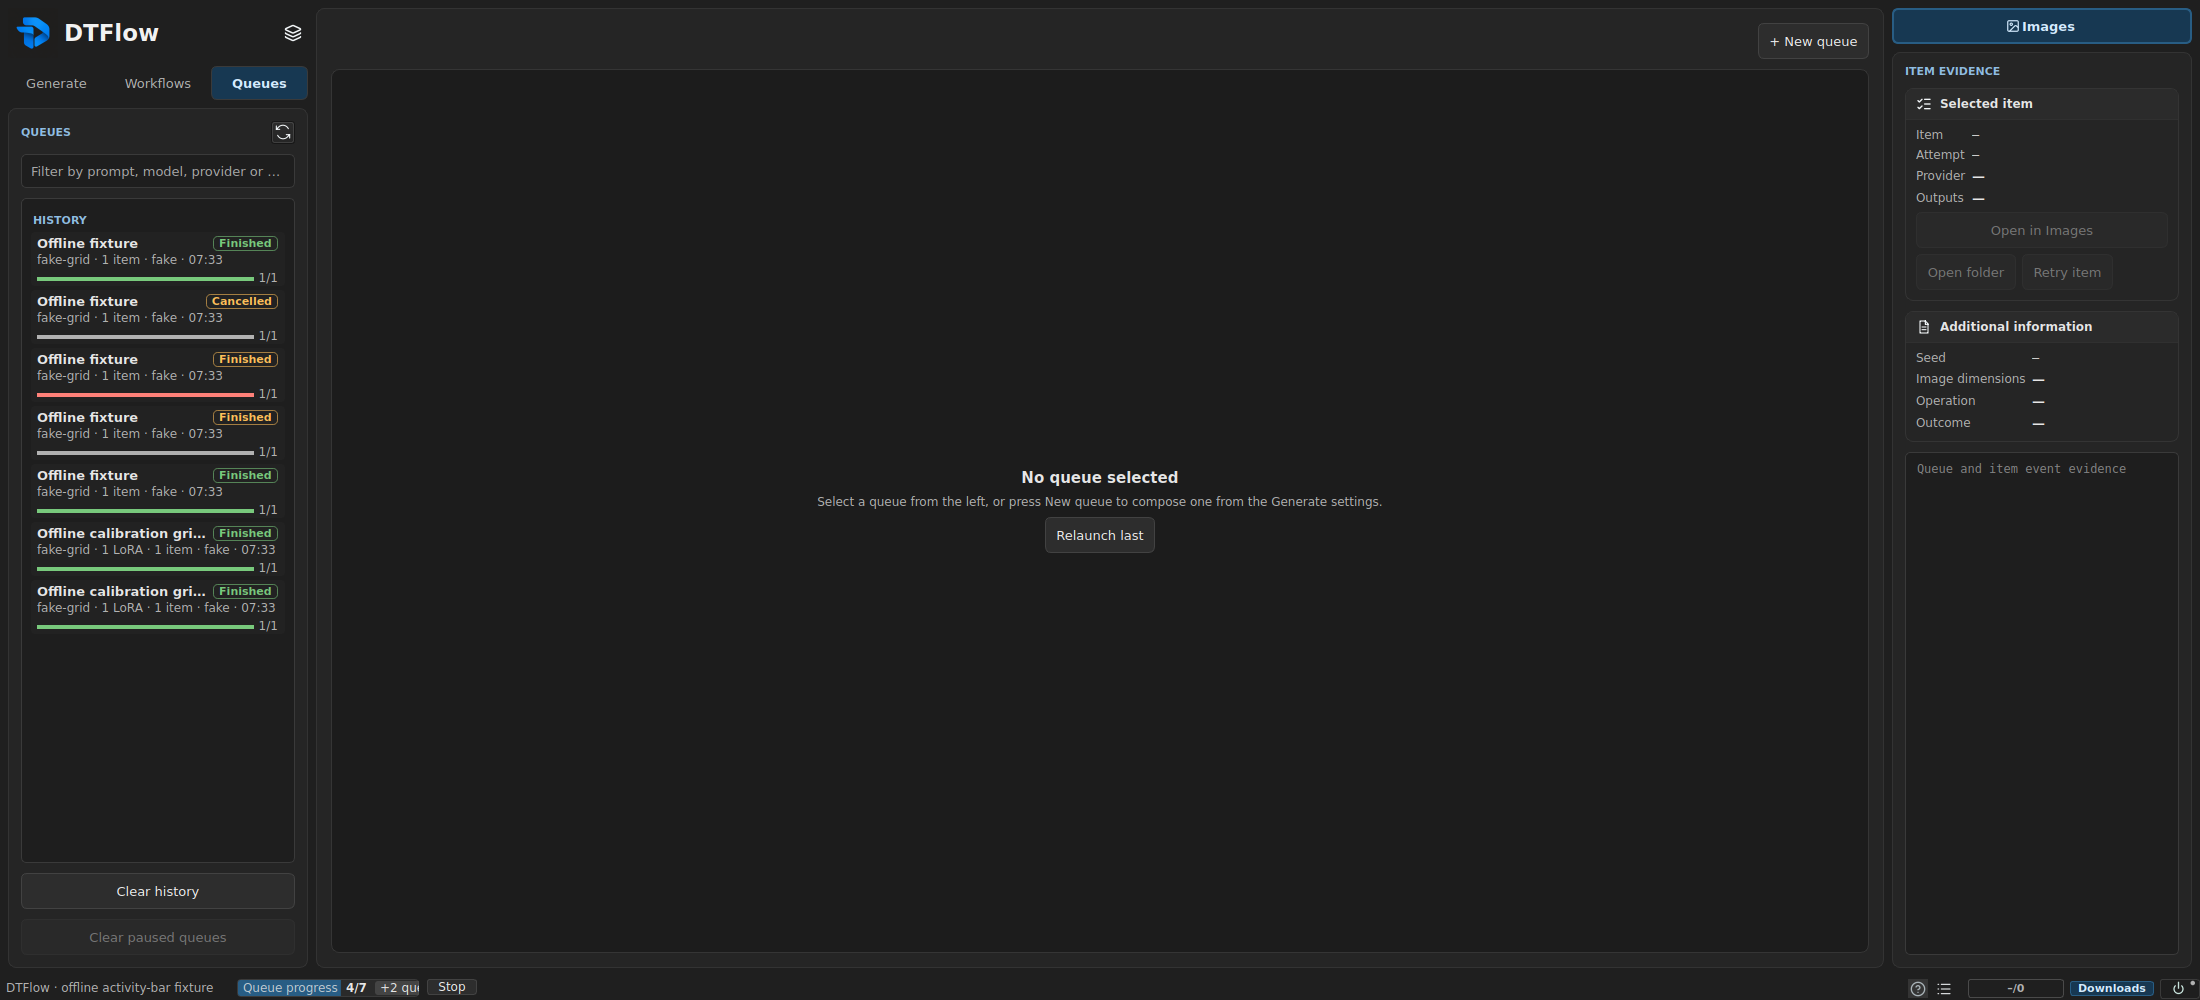 DTFlow
Generate
Workflows
Queues
QUEUES
Filter by prompt, model, provider or ...
HISTORY
Offline fixture
Finished
fake-grid · 1 item · fake · 07:33
1/1
Offline fixture
Cancelled
fake-grid · 1 item · fake · 07:33
1/1
Offline fixture
Finished
fake-grid · 1 item · fake · 07:33
1/1
Offline fixture
Finished
fake-grid · 1 item · fake · 07:33
1/1
Offline fixture
Finished
fake-grid · 1 item · fake · 07:33
1/1
Offline calibration gri...
Finished
fake-grid · 1 LoRA · 1 item · fake · 07:33
1/1
Offline calibration gri...
Finished
fake-grid · 1 LoRA · 1 item · fake · 07:33
1/1
Clear history
Clear paused queues
+ New queue
No queue selected
Select a queue from the left, or press New queue to compose one from the Generate settings.
Relaunch last
Images
ITEM EVIDENCE
Selected item
Item –
Attempt –
Provider —
Outputs —
Open in Images
Open folder
Retry item
Additional information
Seed –
Image dimensions —
Operation —
Outcome —
Queue and item event evidence
DTFlow · offline activity-bar fixture
Queue progress 4/7 +2 qu
Stop
–/0
Downloads